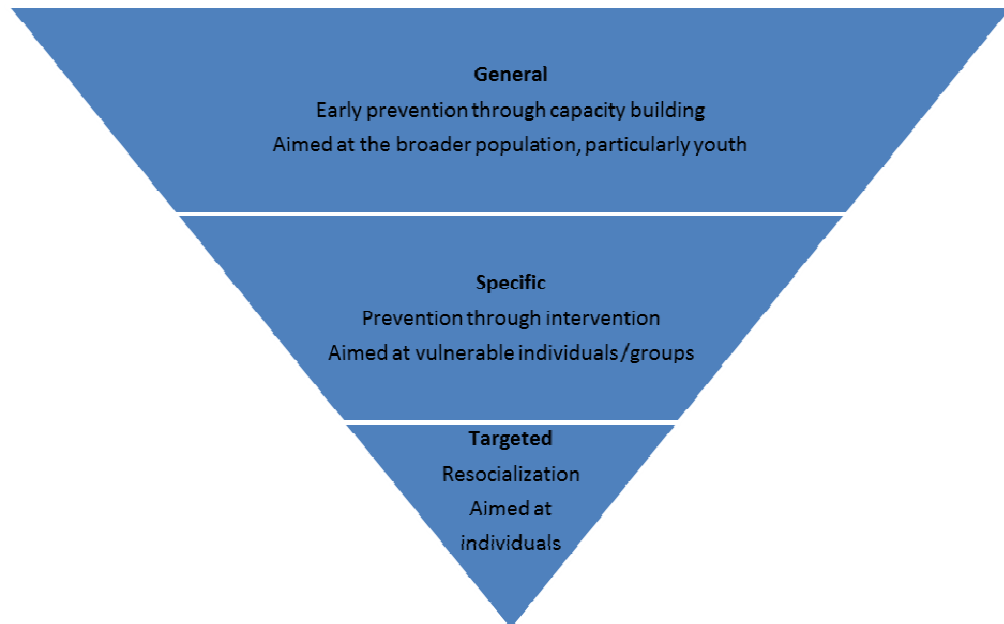 General
Early prevention through capacity building
Aimed at the broader population, particularly youth
Specific
Prevention through intervention
Aimed at vulnerable individuals/groups
Targeted
Resocialization
Aimed at
individuals